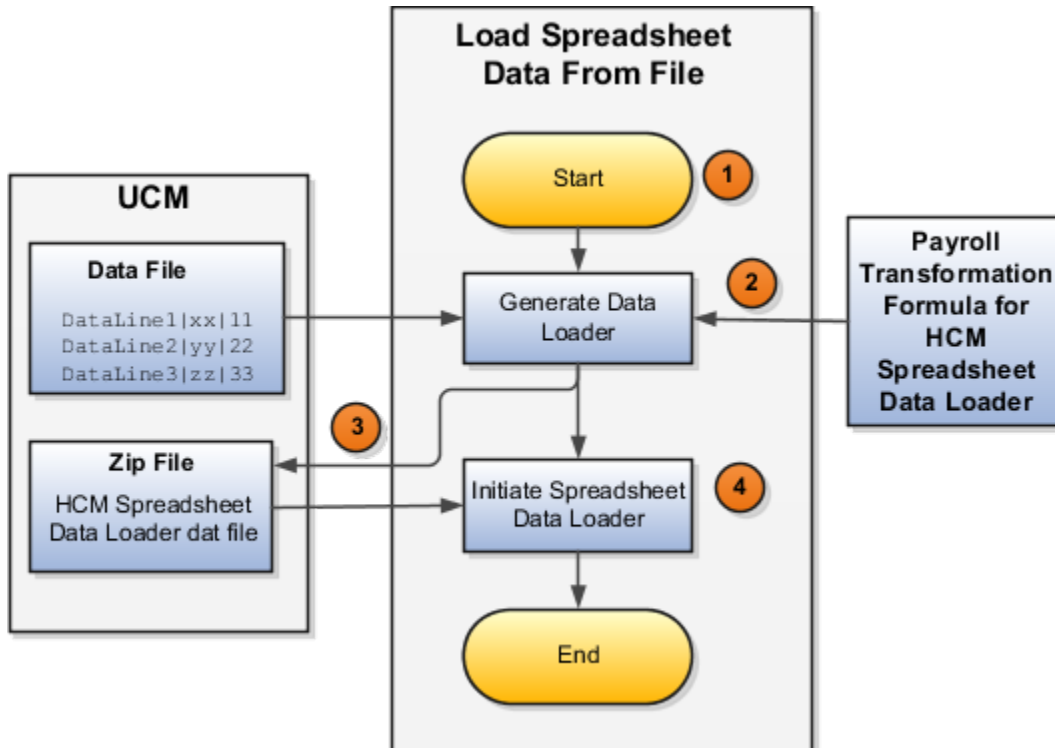 Load Spreadsheet
Data From File
Start
1
UCM
Data File
DataLine1|xx|11
DataLine2|yy|22
DataLine3|zz|33
Generate Data
Loader
2
Payroll
Transformation
Formula for
HCM
Spreadsheet
Data Loader
3
Zip File
HCM Spreadsheet
Data Loader dat file
Initiate Spreadsheet
Data Loader
4
End